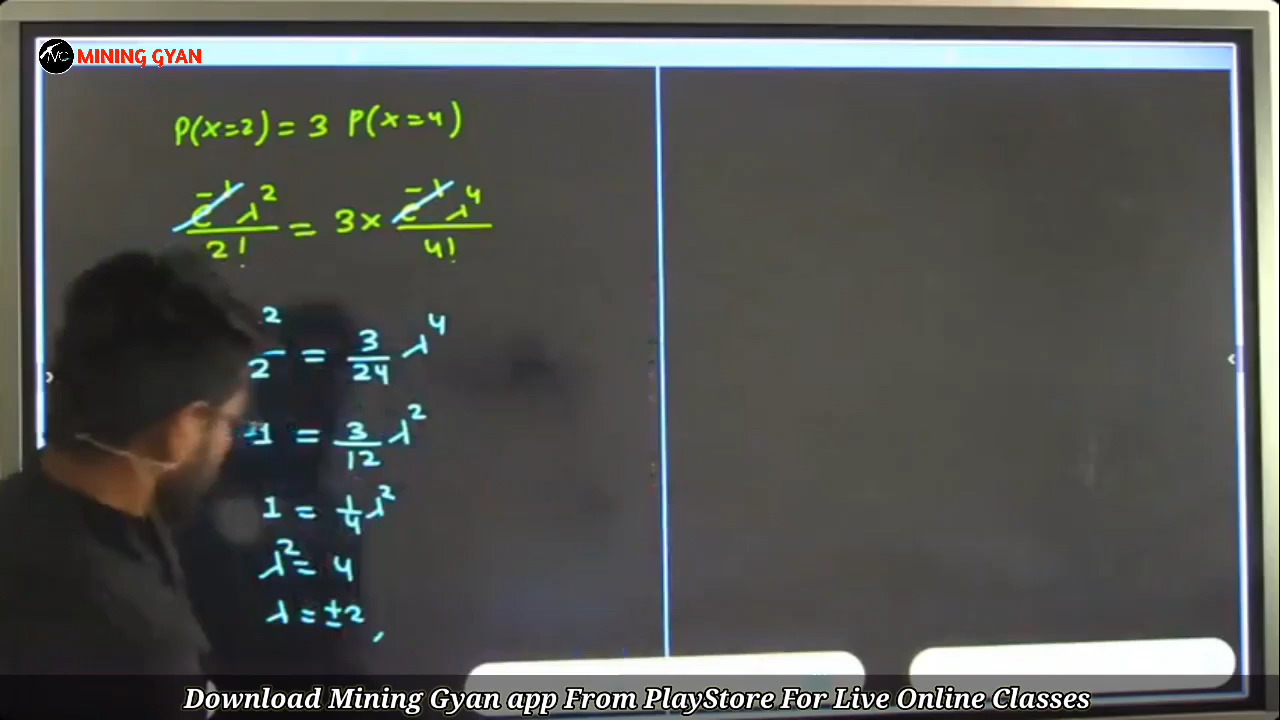 MINING GYAN
P(x=2) = 3 P(x=4)
e^-λ λ^2 / 2! = 3 × e^-λ λ^4 / 4!
2 / 2 = 3/24 λ^4
1 = 3/12 λ^2
1 = 1/4 λ^2
λ^2 = 4
λ = ±2,
Download Mining Gyan app From PlayStore For Live Online Classes